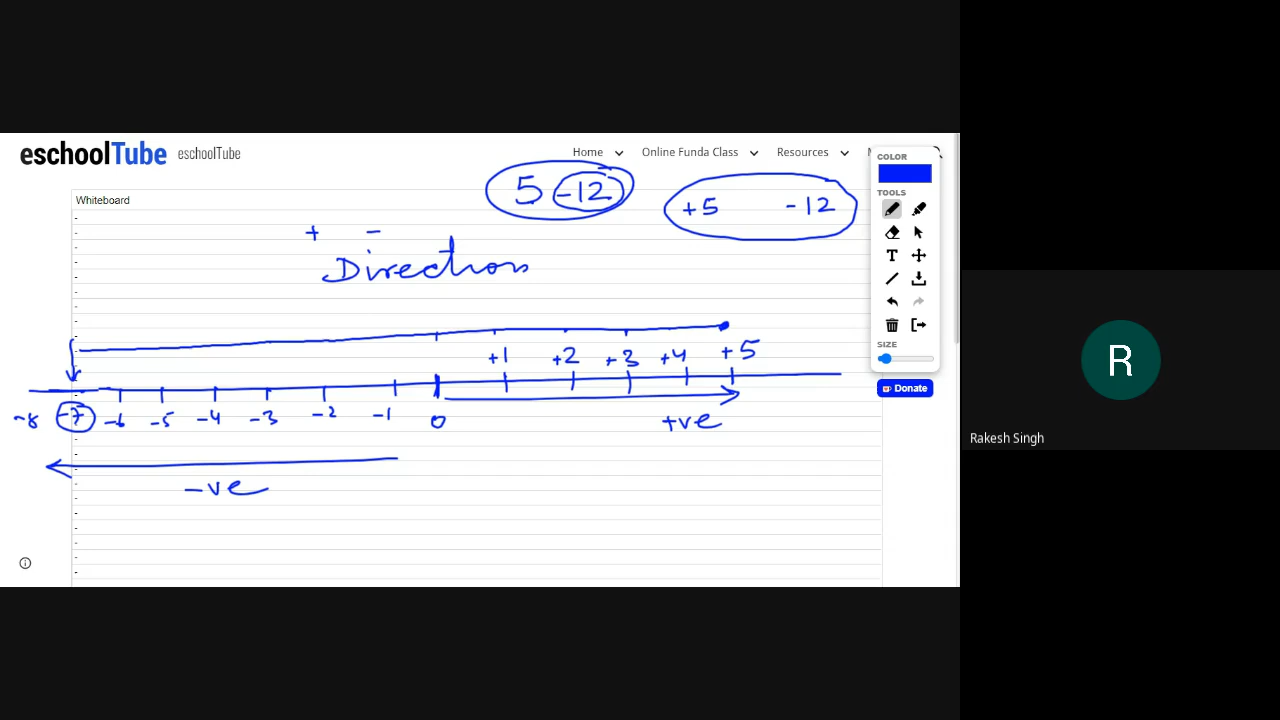 eschoolTube eschoolTube Home Online Funda Class Resources
COLOR
TOOLS
SIZE
Donate
Whiteboard
5 -12
+5 -12
+ -
Direction
+1 +2 +3 +4 +5
-8 -7 -6 -5 -4 -3 -2 -1 0
+ve
-ve
R
Rakesh Singh